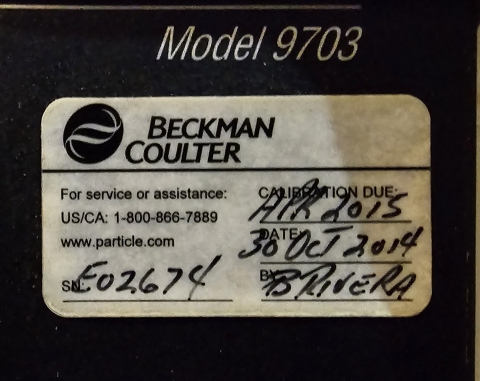 Model 9703
BECKMAN
COULTER
For service or assistance:
US/CA: 1-800-866-7889
www.particle.com
SN: E02674
CALIBRATION DUE:
2015
DATE:
30 OCT 2014
BY:
B RIVERA